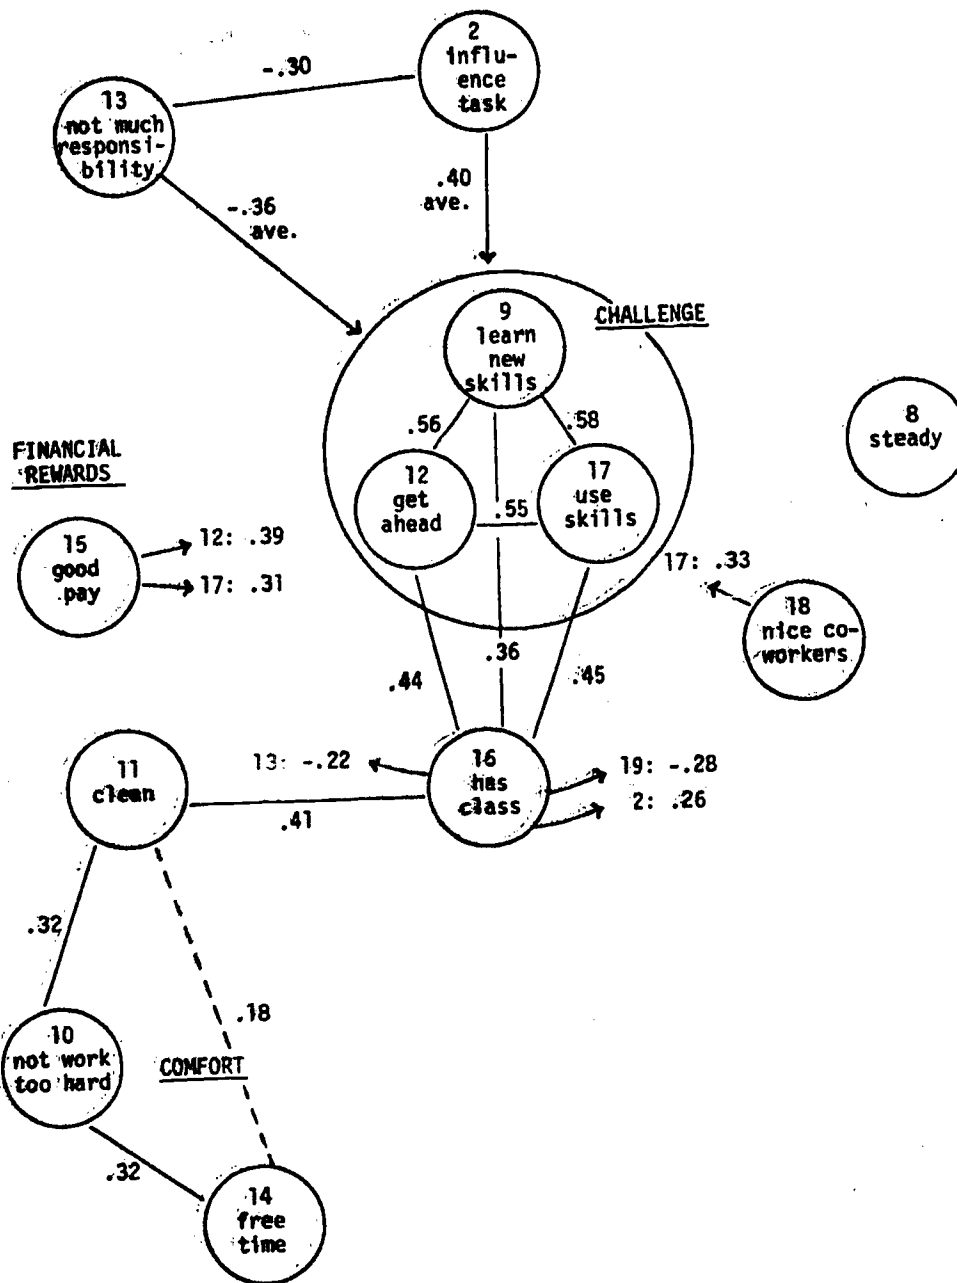 2
influ-
ence
task
-.30
13
not much
responsi-
bility
.40
ave.
-.36
ave.
CHALLENGE
9
learn
new
skills
.56
.58
8
steady
FINANCIAL
REWARDS
12
get
ahead
.55
17
use
skills
15
good
pay
12: .39
17: .31
17: .33
18
nice co-
workers
.36
.44
.45
11
clean
13: -.22
16
has
class
19: -.28
2: .26
.41
.32
.18
10
not work
too hard
COMFORT
.32
14
free
time